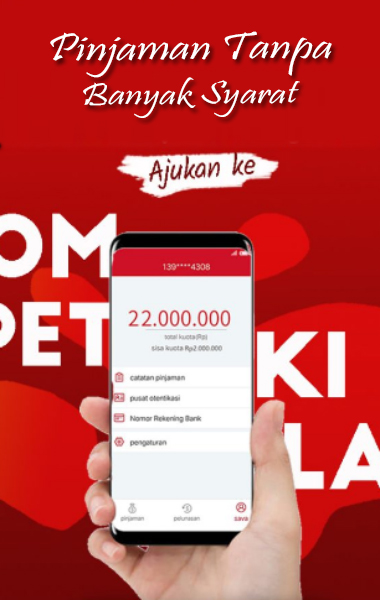 Pinjaman Tanpa
Banyak Syarat
Ajukan ke
OM
PET
KI
LA
139****4308
22.000.000
total kuota(Rp)
sisa kuota Rp2.000.000
catatan pinjaman
pusat otentikasi
Nomor Rekening Bank
pengaturan
pinjaman
pelunasan
saya